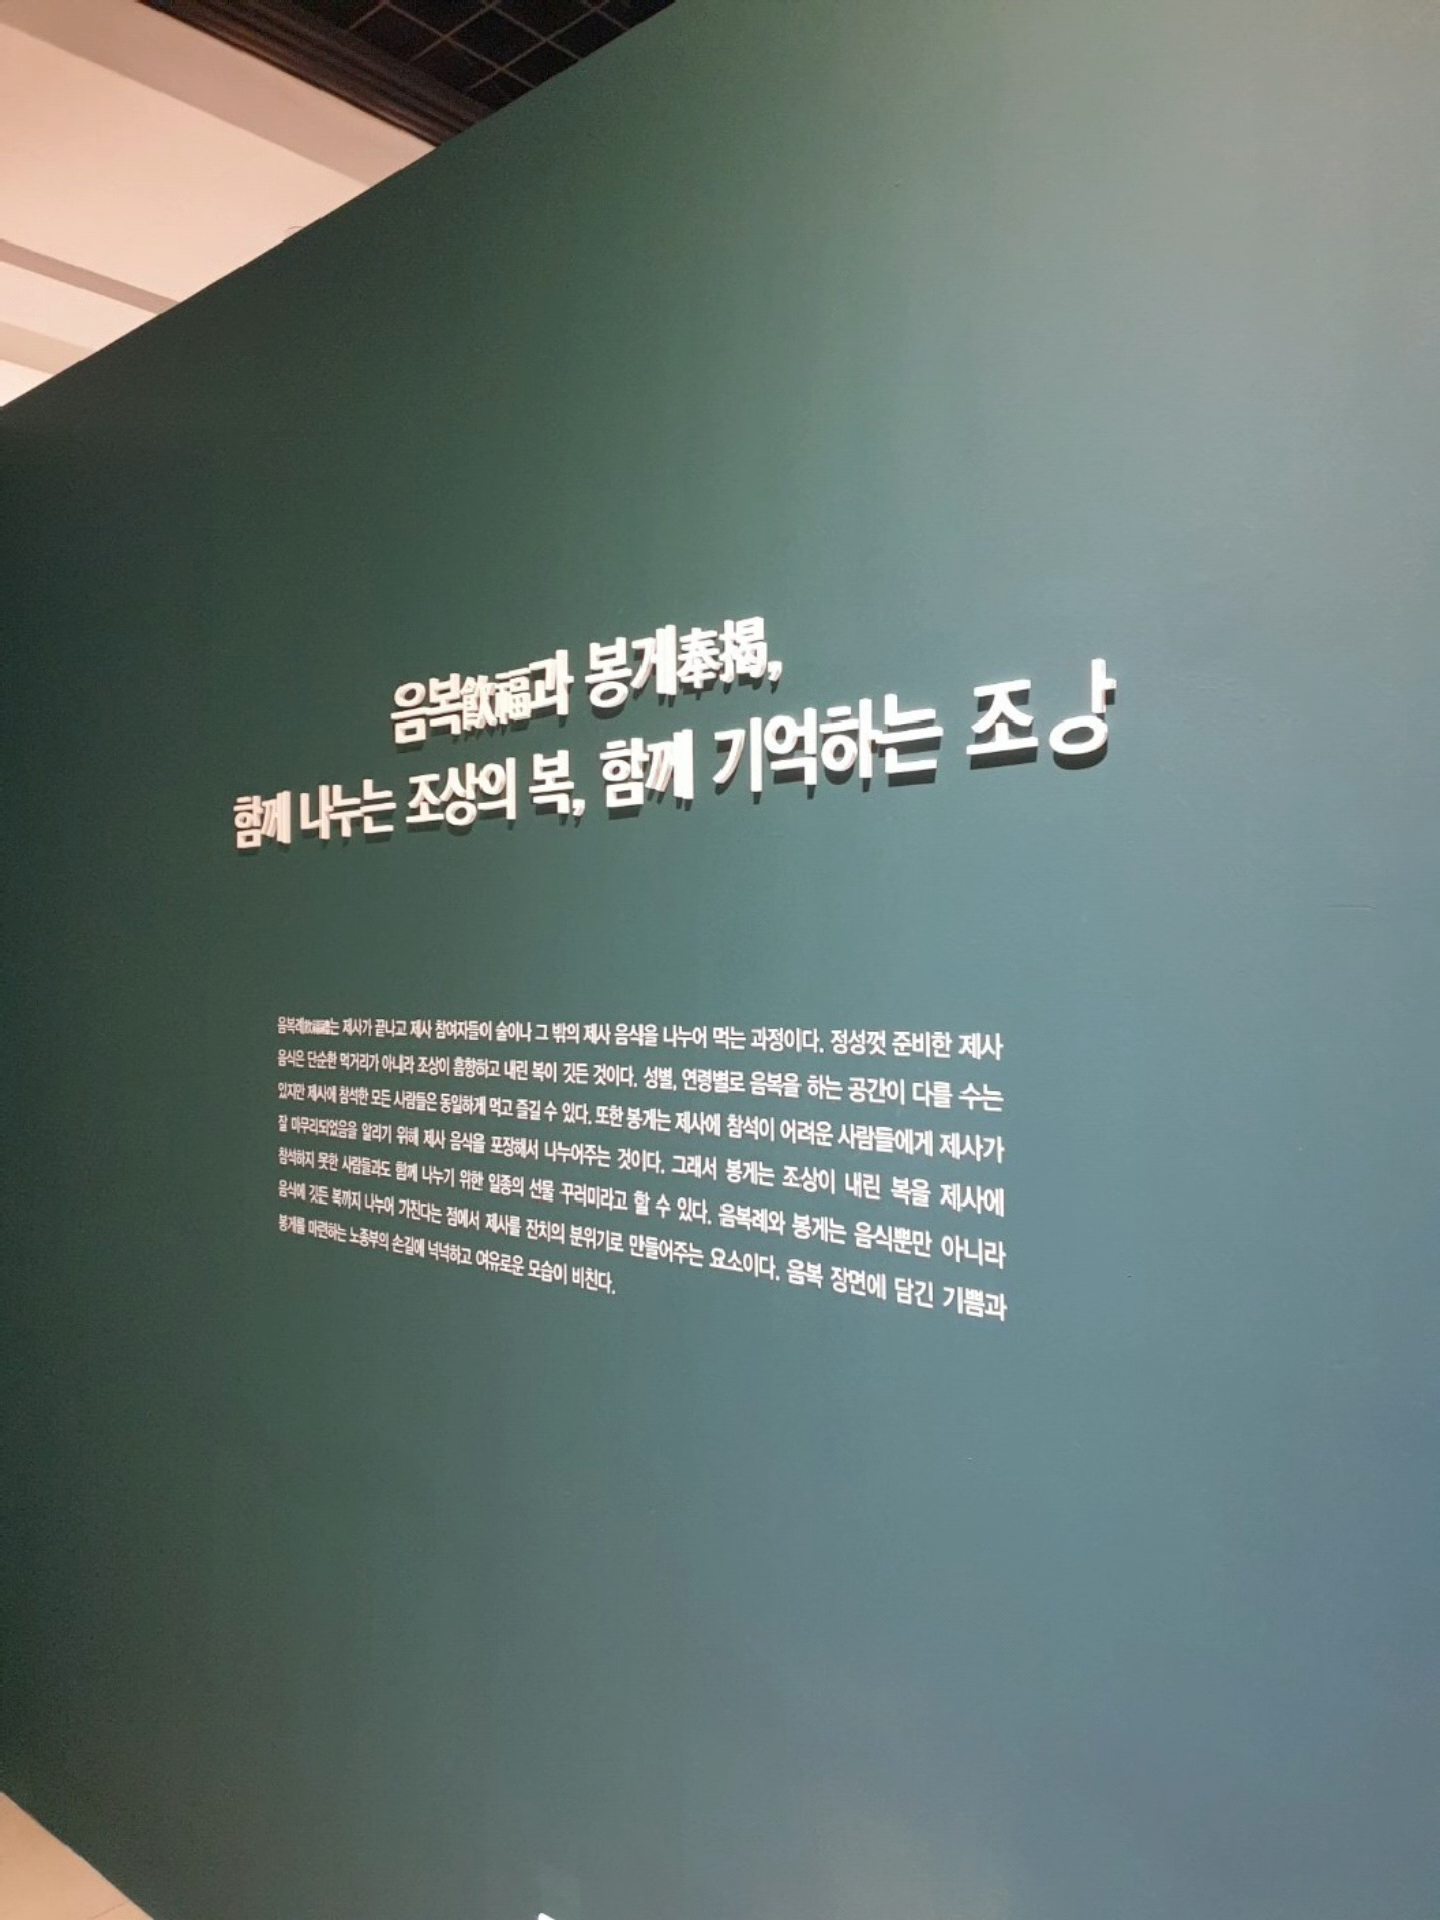 음복飮福과 봉게奉揭,
함께 나누는 조상의 복, 함께 기억하는 조상
음복례飮福禮는 제사가 끝나고 제사 참여자들이 술이나 그 밖의 제사 음식을 나누어 먹는 과정이다. 정성껏 준비한 제사
음식은 단순한 먹거리가 아니라 조상이 흠향하고 내린 복이 깃든 것이다. 성별, 연령별로 음복을 하는 공간이 다를 수는
있지만 제사에 참석한 모든 사람들은 동일하게 먹고 즐길 수 있다. 또한 봉게는 제사에 참석이 어려운 사람들에게 제사가
잘 마무리되었음을 알리기 위해 제사 음식을 포장해서 나누어주는 것이다. 그래서 봉게는 조상이 내린 복을 제사에
참석하지 못한 사람들과도 함께 나누기 위한 일종의 선물 꾸러미라고 할 수 있다. 음복례와 봉게는 음식뿐만 아니라
음식에 깃든 복까지 나누어 가진다는 점에서 제사를 잔치의 분위기로 만들어주는 요소이다. 음복 장면에 담긴 기쁨과
봉게를 마련하는 노종부의 손길에 넉넉하고 여유로운 모습이 비친다.